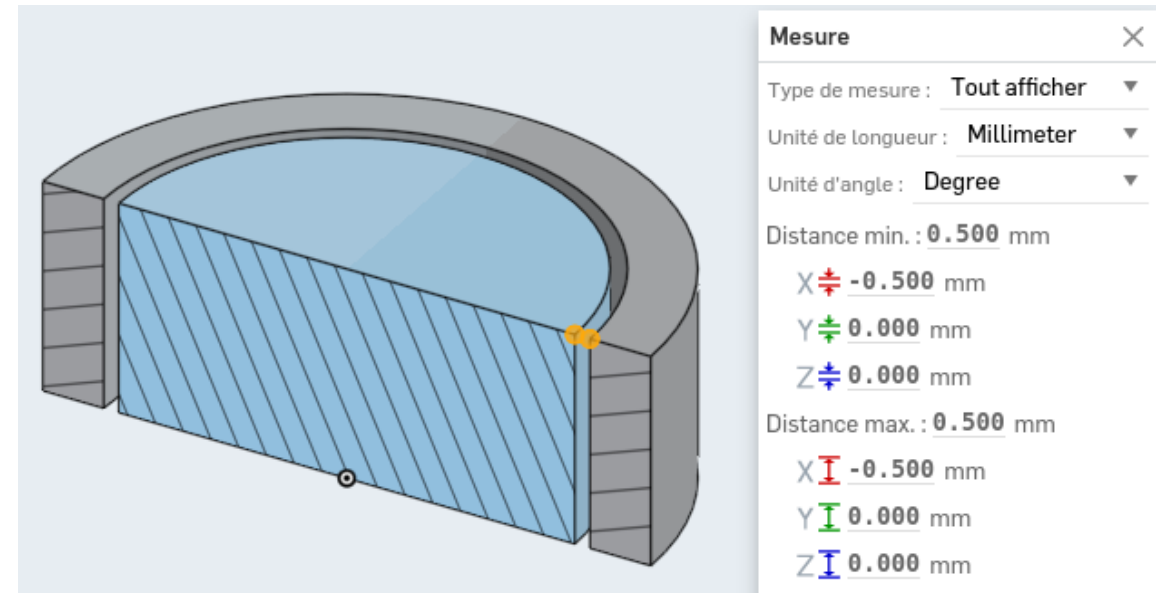 Mesure
Type de mesure : Tout afficher
Unité de longueur : Millimeter
Unité d'angle : Degree
Distance min. : 0.500 mm
X -0.500 mm
Y 0.000 mm
Z 0.000 mm
Distance max. : 0.500 mm
X -0.500 mm
Y 0.000 mm
Z 0.000 mm